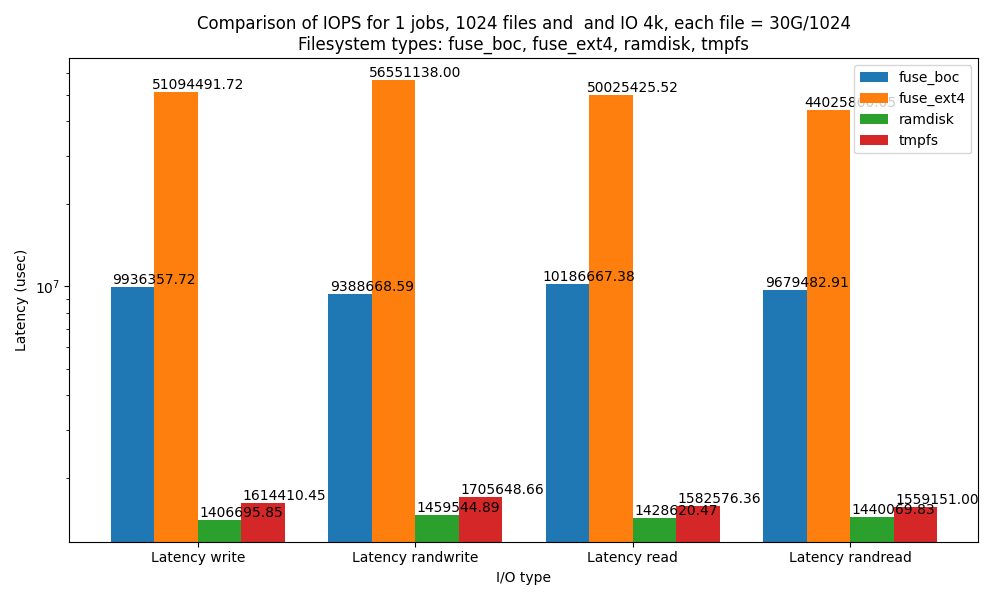 Comparison of IOPS for 1 jobs, 1024 files and  and IO 4k, each file = 30G/1024
Filesystem types: fuse_boc, fuse_ext4, ramdisk, tmpfs
fuse_boc
fuse_ext4
ramdisk
tmpfs
Latency (usec)
10⁷
9936357.72
51094491.72
1406695.85
1614410.45
9388668.59
56551138.00
1459544.89
1705648.66
10186667.38
50025425.52
1428620.47
1582576.36
9679482.91
1440069.83
1559151.00
Latency write
Latency randwrite
Latency read
Latency randread
I/O type